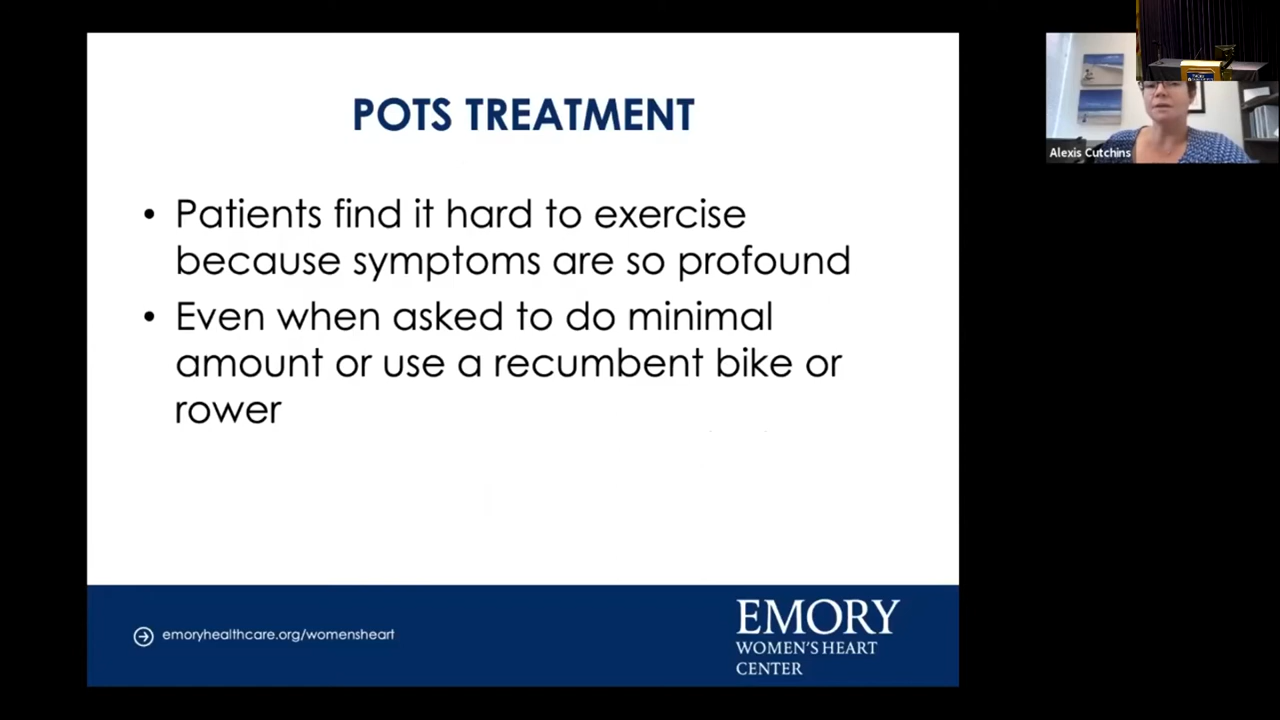 POTS TREATMENT
• Patients find it hard to exercise
because symptoms are so profound
• Even when asked to do minimal
amount or use a recumbent bike or
rower
emoryhealthcare.org/womensheart
EMORY
WOMEN'S HEART
CENTER
Alexis Cutchins